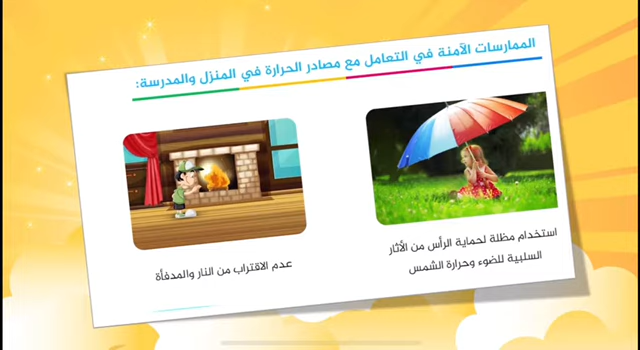 الممارسات الآمنة في التعامل مع مصادر الحرارة في المنزل والمدرسة:
استخدام مظلة لحماية الرأس من الأثار
السلبية للضوء وحرارة الشمس
عدم الاقتراب من النار والمدفأة